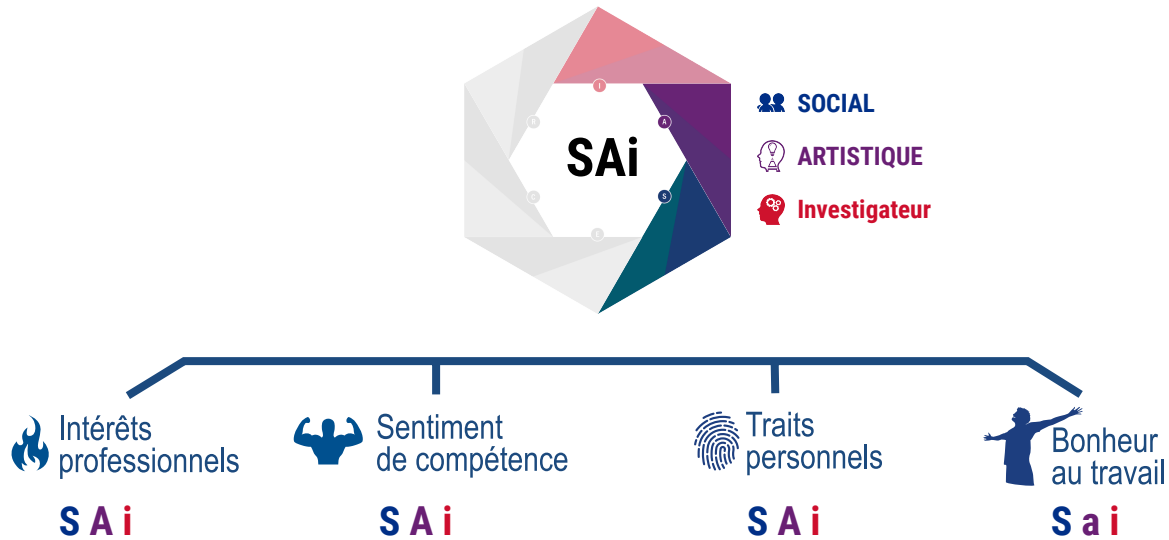 I
R
A
SAi
C
S
E
SOCIAL
ARTISTIQUE
Investigateur
Intérêts
professionnels
S A i
Sentiment
de compétence
S A i
Traits
personnels
S A i
Bonheur
au travail
S a i